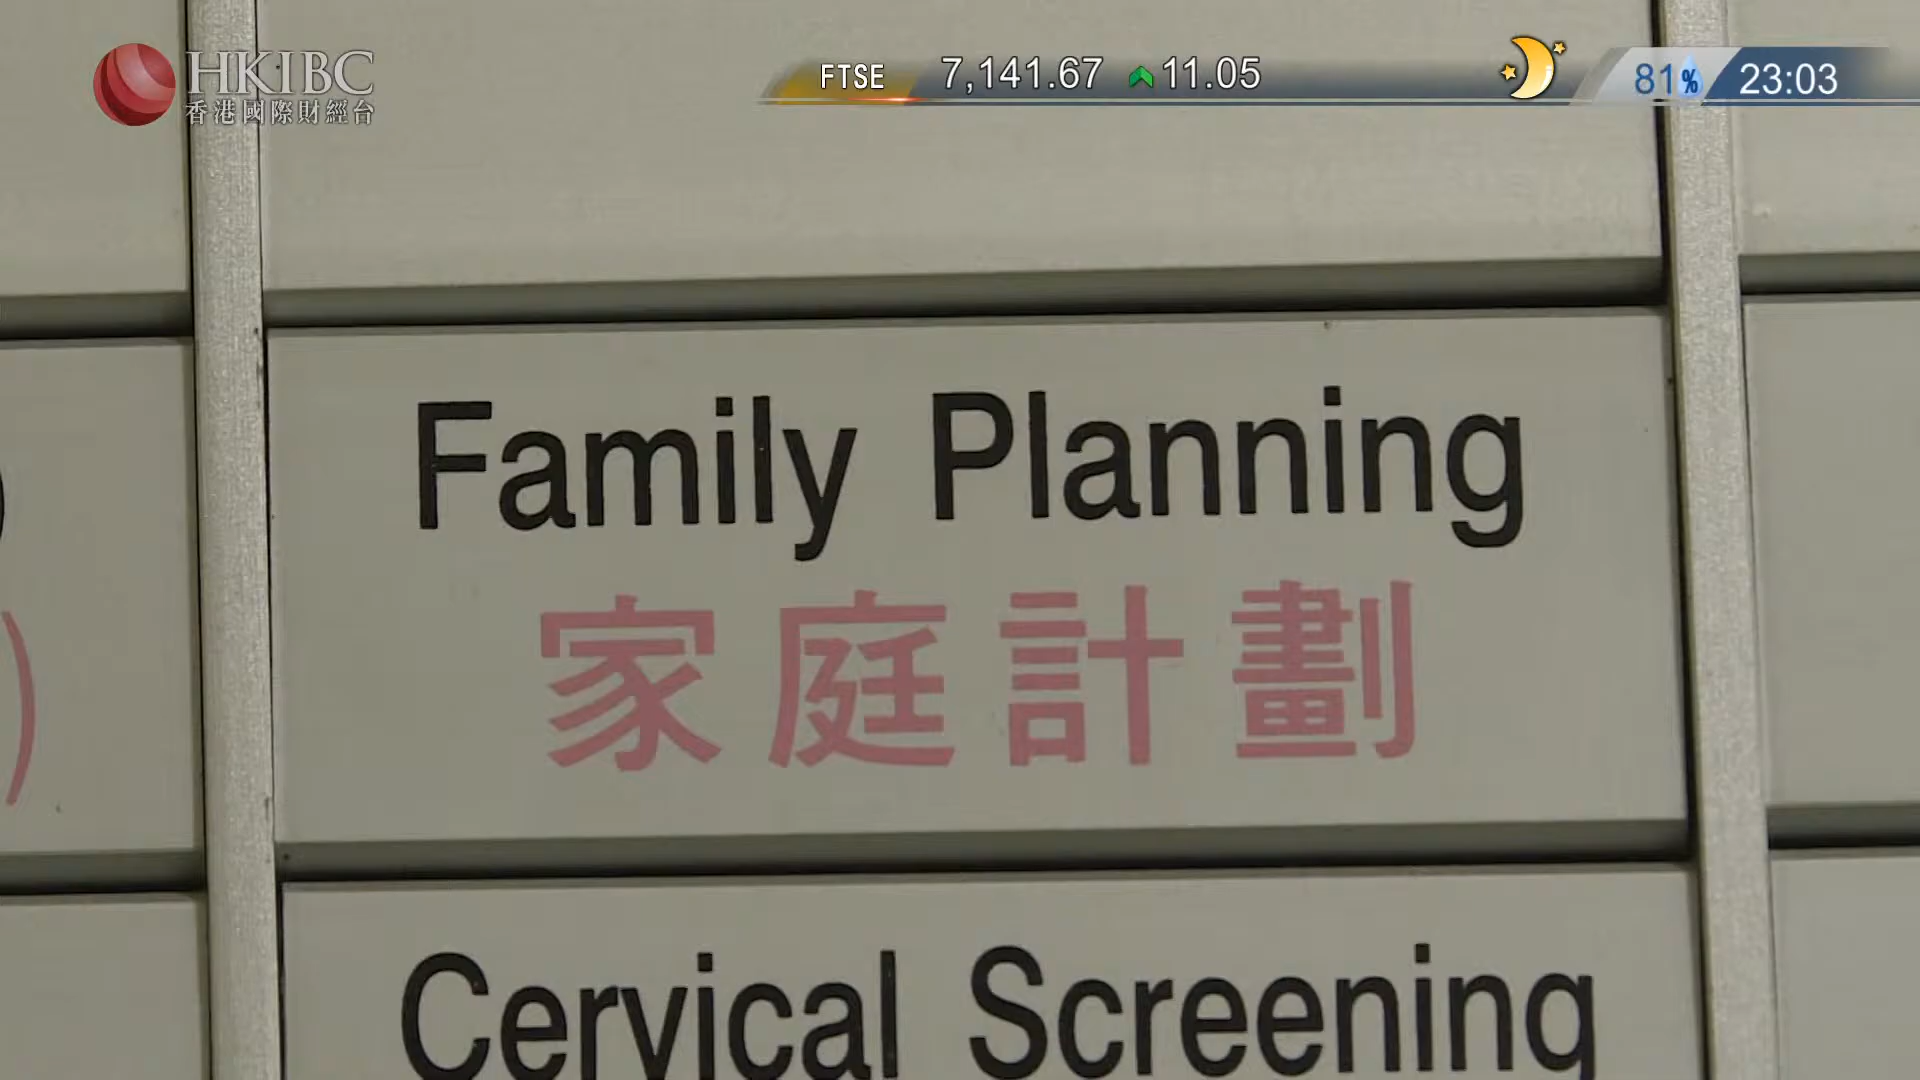 HKIBC
香港國際財經台
FTSE 7,141.67 11.05
81% 23:03
Family Planning
家庭計劃
)
Cervical Screening